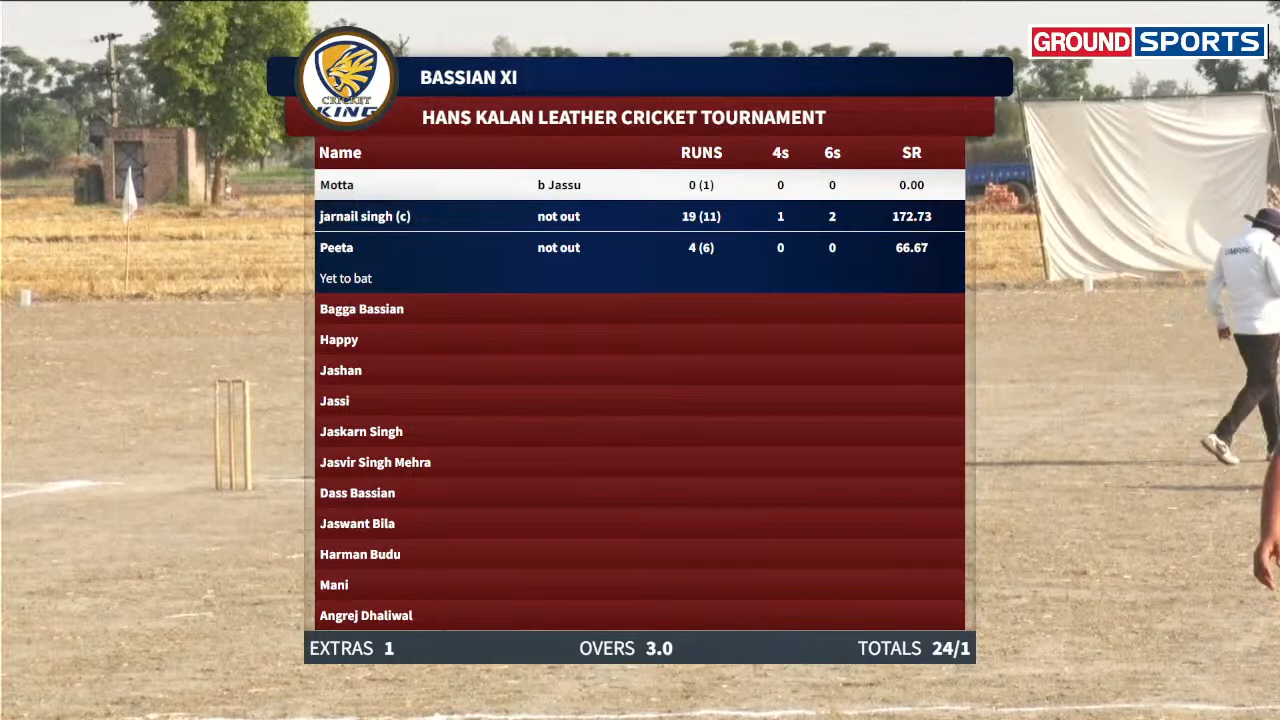 GROUND SPORTS
BASSIAN XI
CRICKET
KING
HANS KALAN LEATHER CRICKET TOURNAMENT
Name RUNS 4s 6s SR
Motta b Jassu 0 (1) 0 0 0.00
jarnail singh (c) not out 19 (11) 1 2 172.73
Peeta not out 4 (6) 0 0 66.67
Yet to bat
UMPIRE
Bagga Bassian
Happy
Jashan
Jassi
Jaskarn Singh
Jasvir Singh Mehra
Dass Bassian
Jaswant Bila
Harman Budu
Mani
Angrej Dhaliwal
EXTRAS 1 OVERS 3.0 TOTALS 24/1